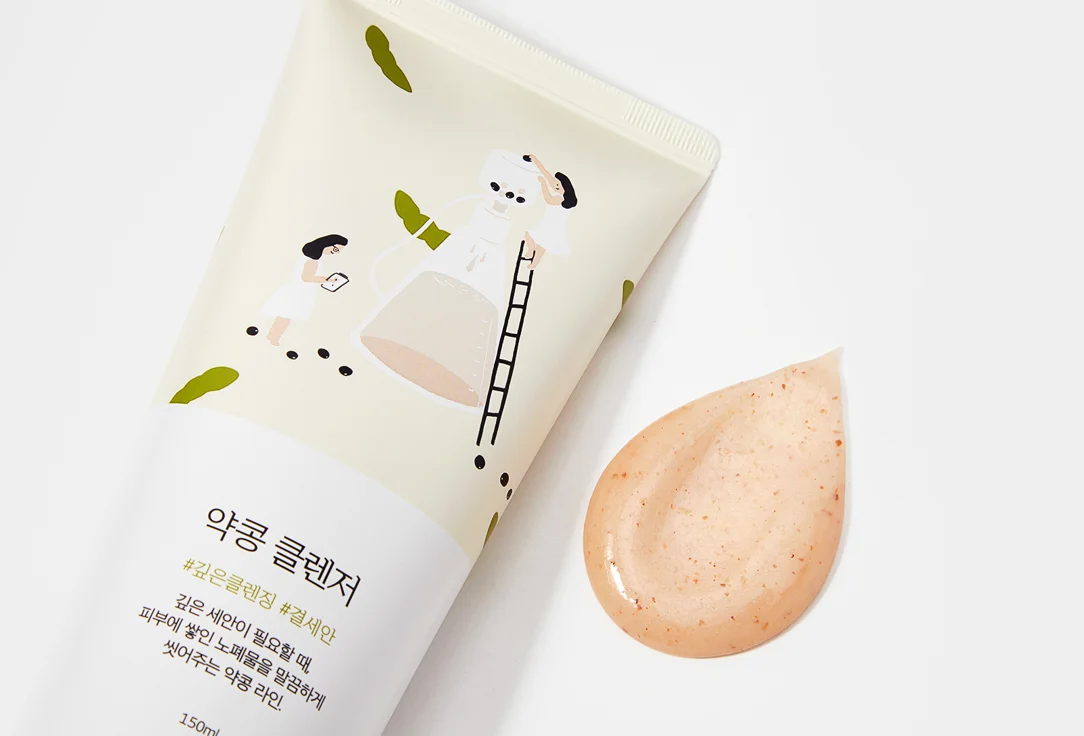 약콩 클렌저
#깊은클렌징 #결세안
깊은 세안이 필요할 때,
피부에 쌓인 노폐물을 말끔하게
씻어주는 약콩 라인.
150ml